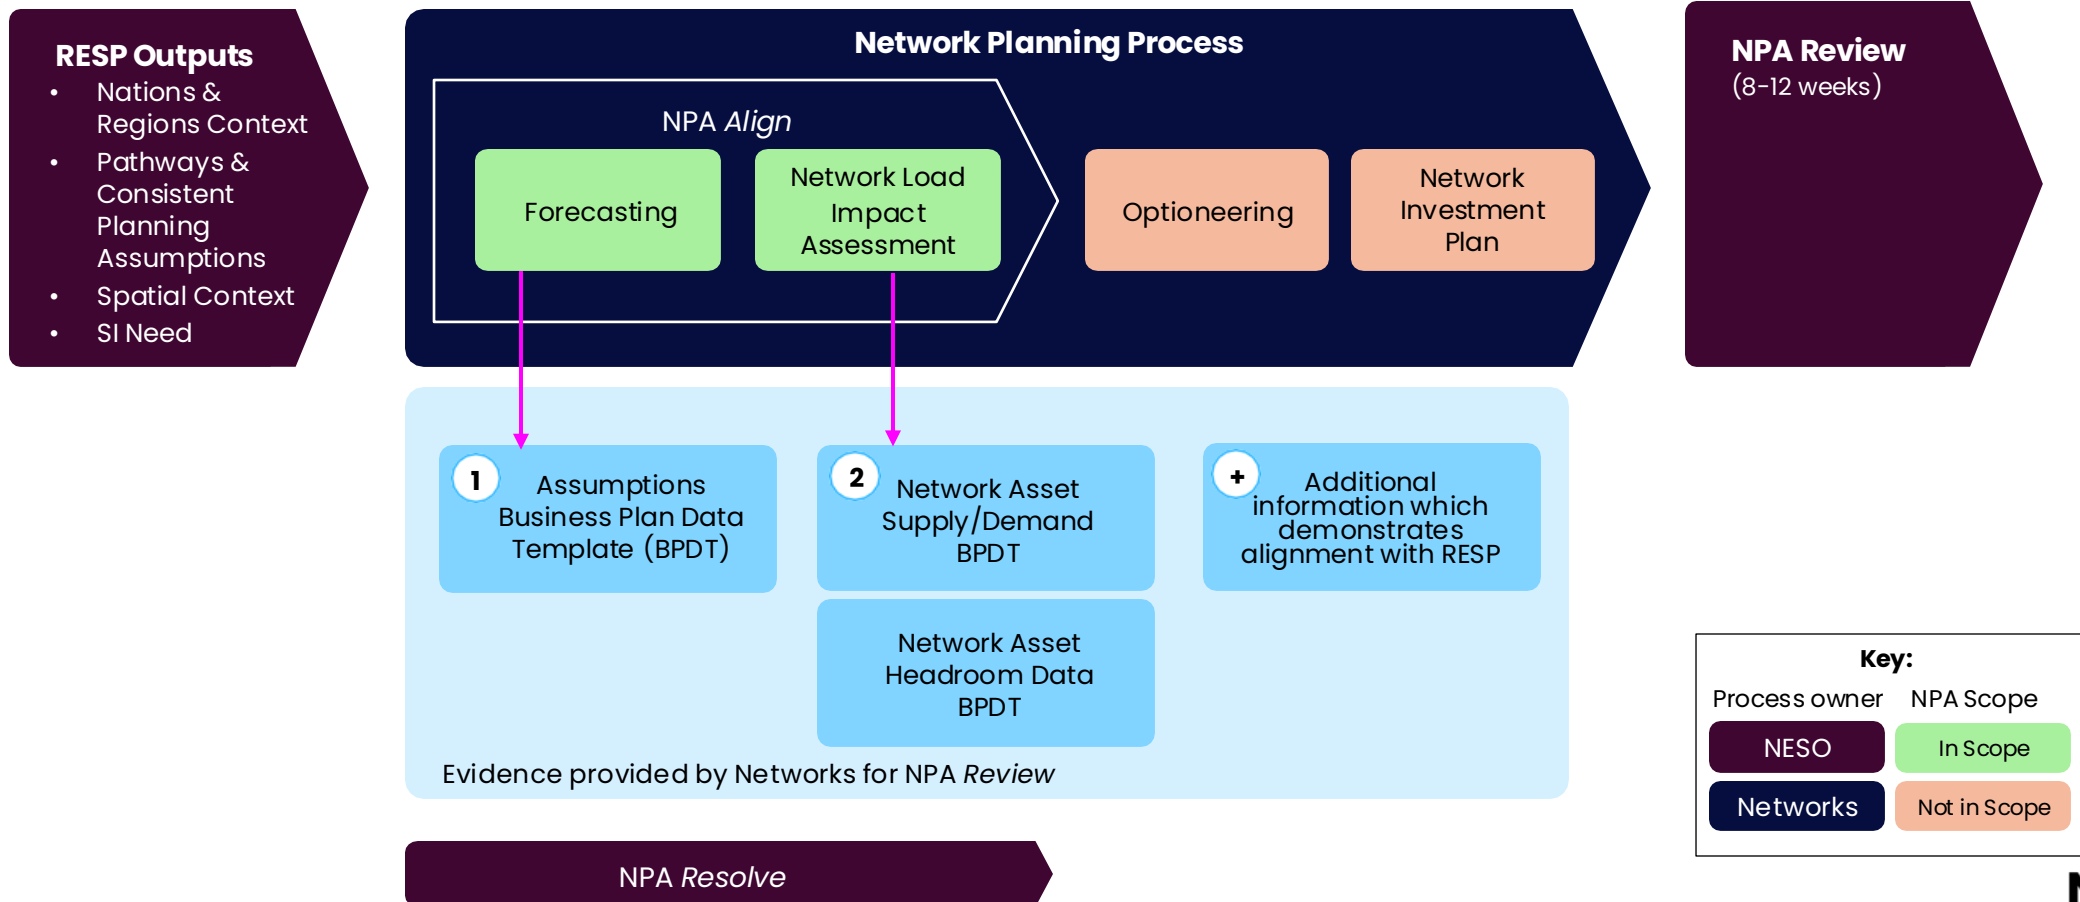 RESP Outputs
• Nations &
Regions Context
• Pathways &
Consistent
Planning
Assumptions
• Spatial Context
• SI Need
Network Planning Process
NPA Align
Forecasting
Network Load
Impact
Assessment
Optioneering
Network
Investment
Plan
NPA Review
(8-12 weeks)
1
Assumptions
Business Plan Data
Template (BPDT)
2
Network Asset
Supply/Demand
BPDT
+
Additional
information which
demonstrates
alignment with RESP
Network Asset
Headroom Data
BPDT
Evidence provided by Networks for NPA Review
Key:
Process owner NPA Scope
NESO In Scope
Networks Not in Scope
NPA Resolve